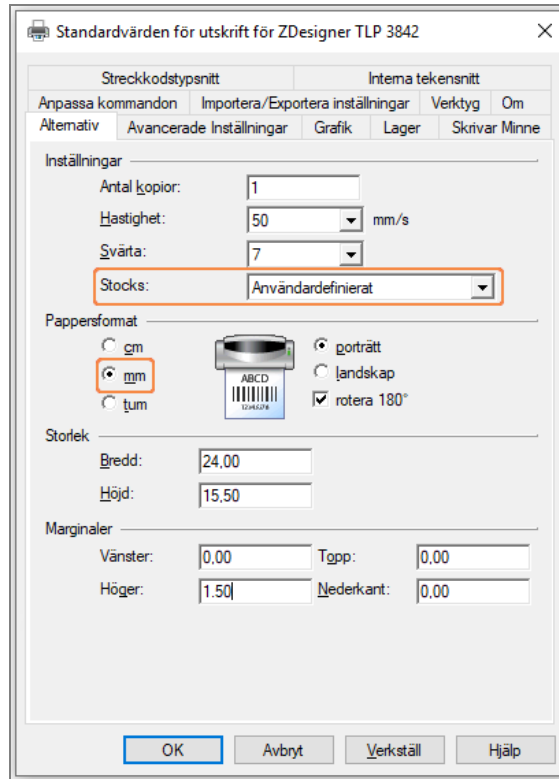 Standardvärden för utskrift för ZDesigner TLP 3842
Streckkodstypsnitt Interna tekensnitt
Anpassa kommandon Importera/Exportera inställningar Verktyg Om
Alternativ Avancerade Inställningar Grafik Lager Skrivar Minne
Inställningar
Antal kopior: 1
Hastighet: 50 mm/s
Svärta: 7
Stocks: Användardefinierat
Pappersformat
cm porträtt
mm landskap
tum rotera 180°
ABCD
Storlek
Bredd: 24,00
Höjd: 15,50
Marginaler
Vänster: 0,00 Topp: 0,00
Höger: 1.50 Nederkant: 0,00
OK Avbryt Verkställ Hjälp